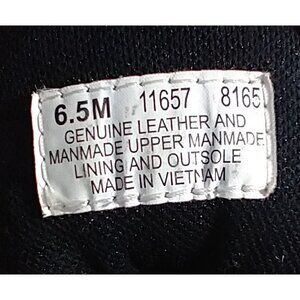 6.5M 11657 8165
GENUINE LEATHER AND
MANMADE UPPER MANMADE
LINING AND OUTSOLE
MADE IN VIETNAM